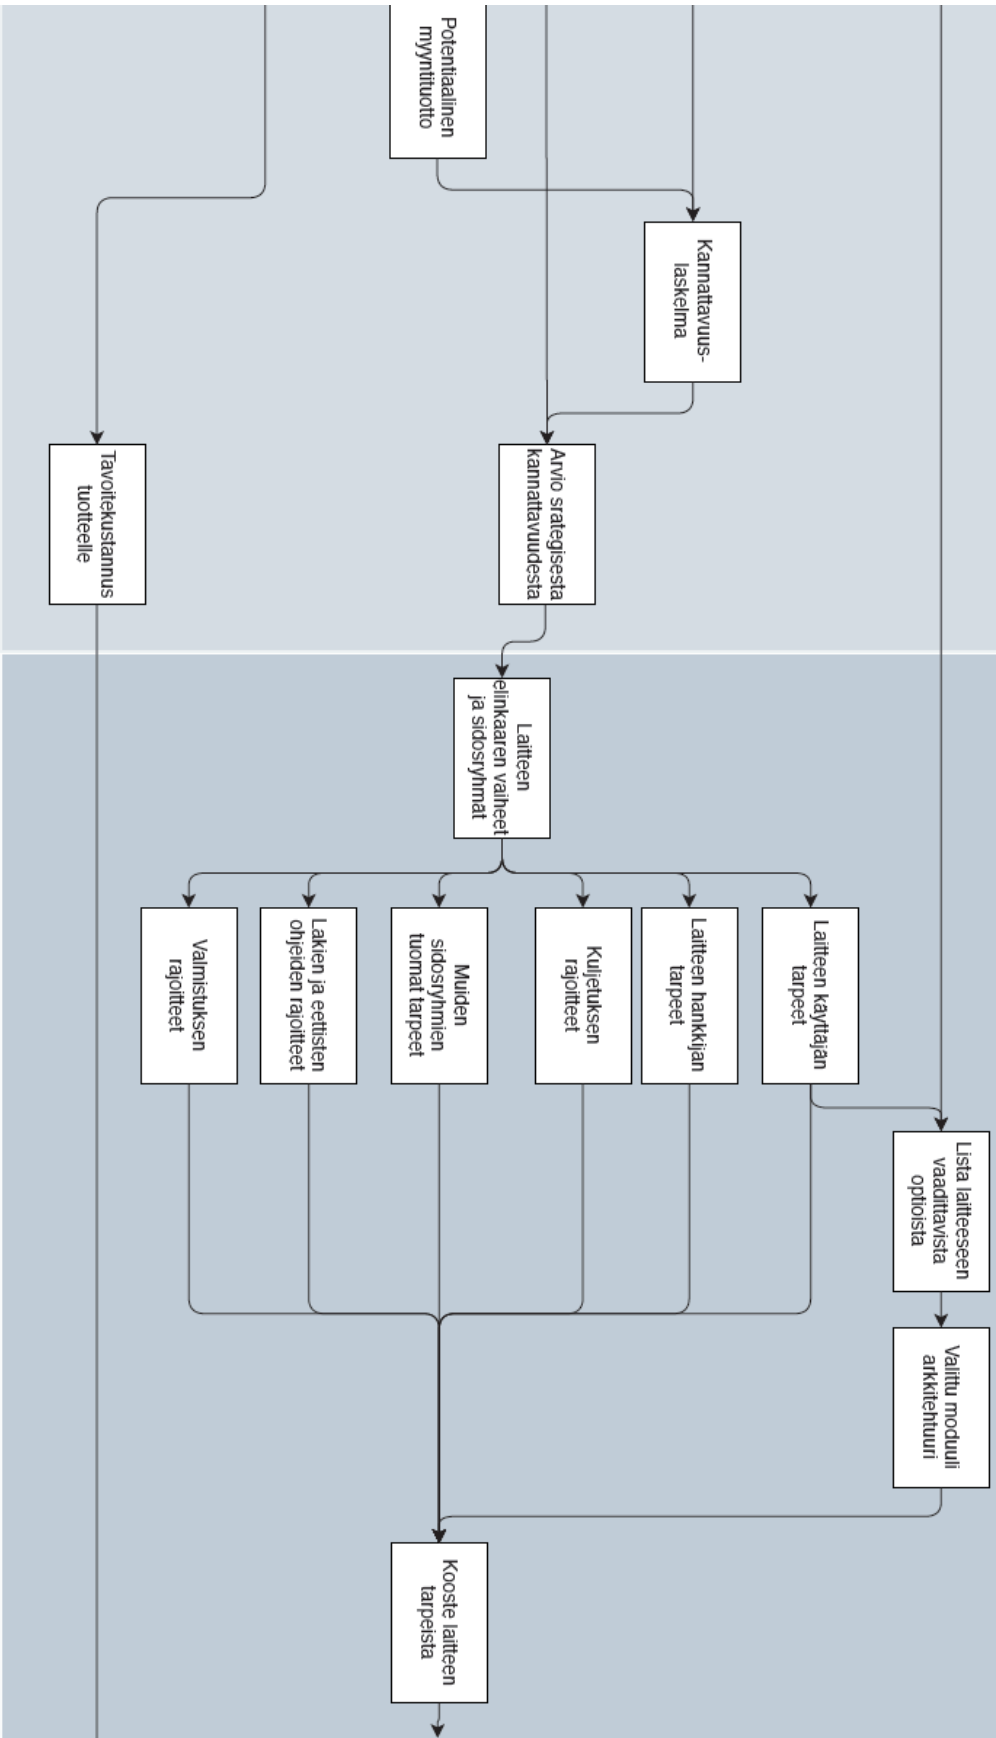 Potentiaalinen
myyntituotto
Kannattavuus-
laskelma
Arvio srategisesta
kannattavuudesta
Tavoitekustannus
tuotteelle
Laitteen
elinkaaren vaiheet
ja sidosryhmät
Laitteen käyttäjän
tarpeet
Laitteen hankkijan
tarpeet
Kuljetuksen
rajoitteet
Muiden
sidosryhmien
tuomat tarpeet
Lakien ja eettisten
ohjeiden rajoitteet
Valmistuksen
rajoitteet
Lista laitteeseen
vaadittavista
optioista
Valittu moduuli
arkkitehtuuri
Kooste laitteen
tarpeista